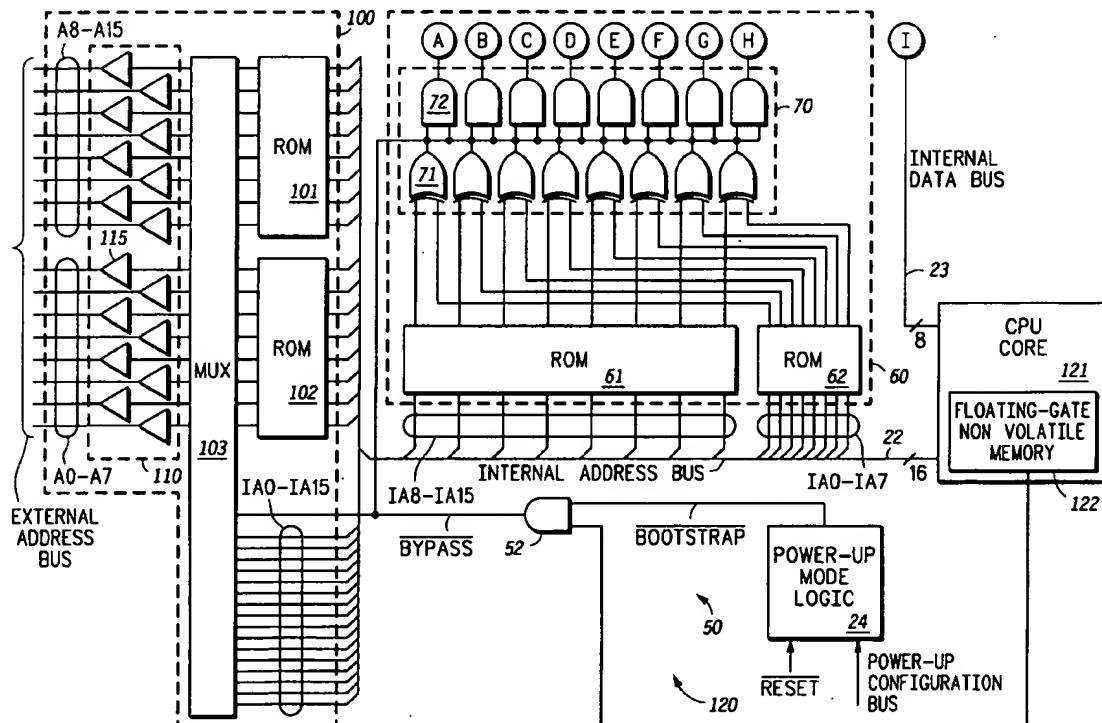 A8-A15
100
A
B
C
D
E
F
G
H
I
72
70
71
ROM
101
115
INTERNAL
DATA BUS
23
8
CPU
CORE
121
FLOATING-GATE
NON VOLATILE
MEMORY
122
MUX
103
ROM
102
ROM
61
ROM
62
60
22
16
INTERNAL ADDRESS BUS
IA8-IA15
IA0-IA7
A0-A7
110
EXTERNAL
ADDRESS
BUS
IA0-IA15
BYPASS
52
BOOTSTRAP
POWER-UP
MODE
LOGIC
24
50
120
RESET
POWER-UP
CONFIGURATION
BUS